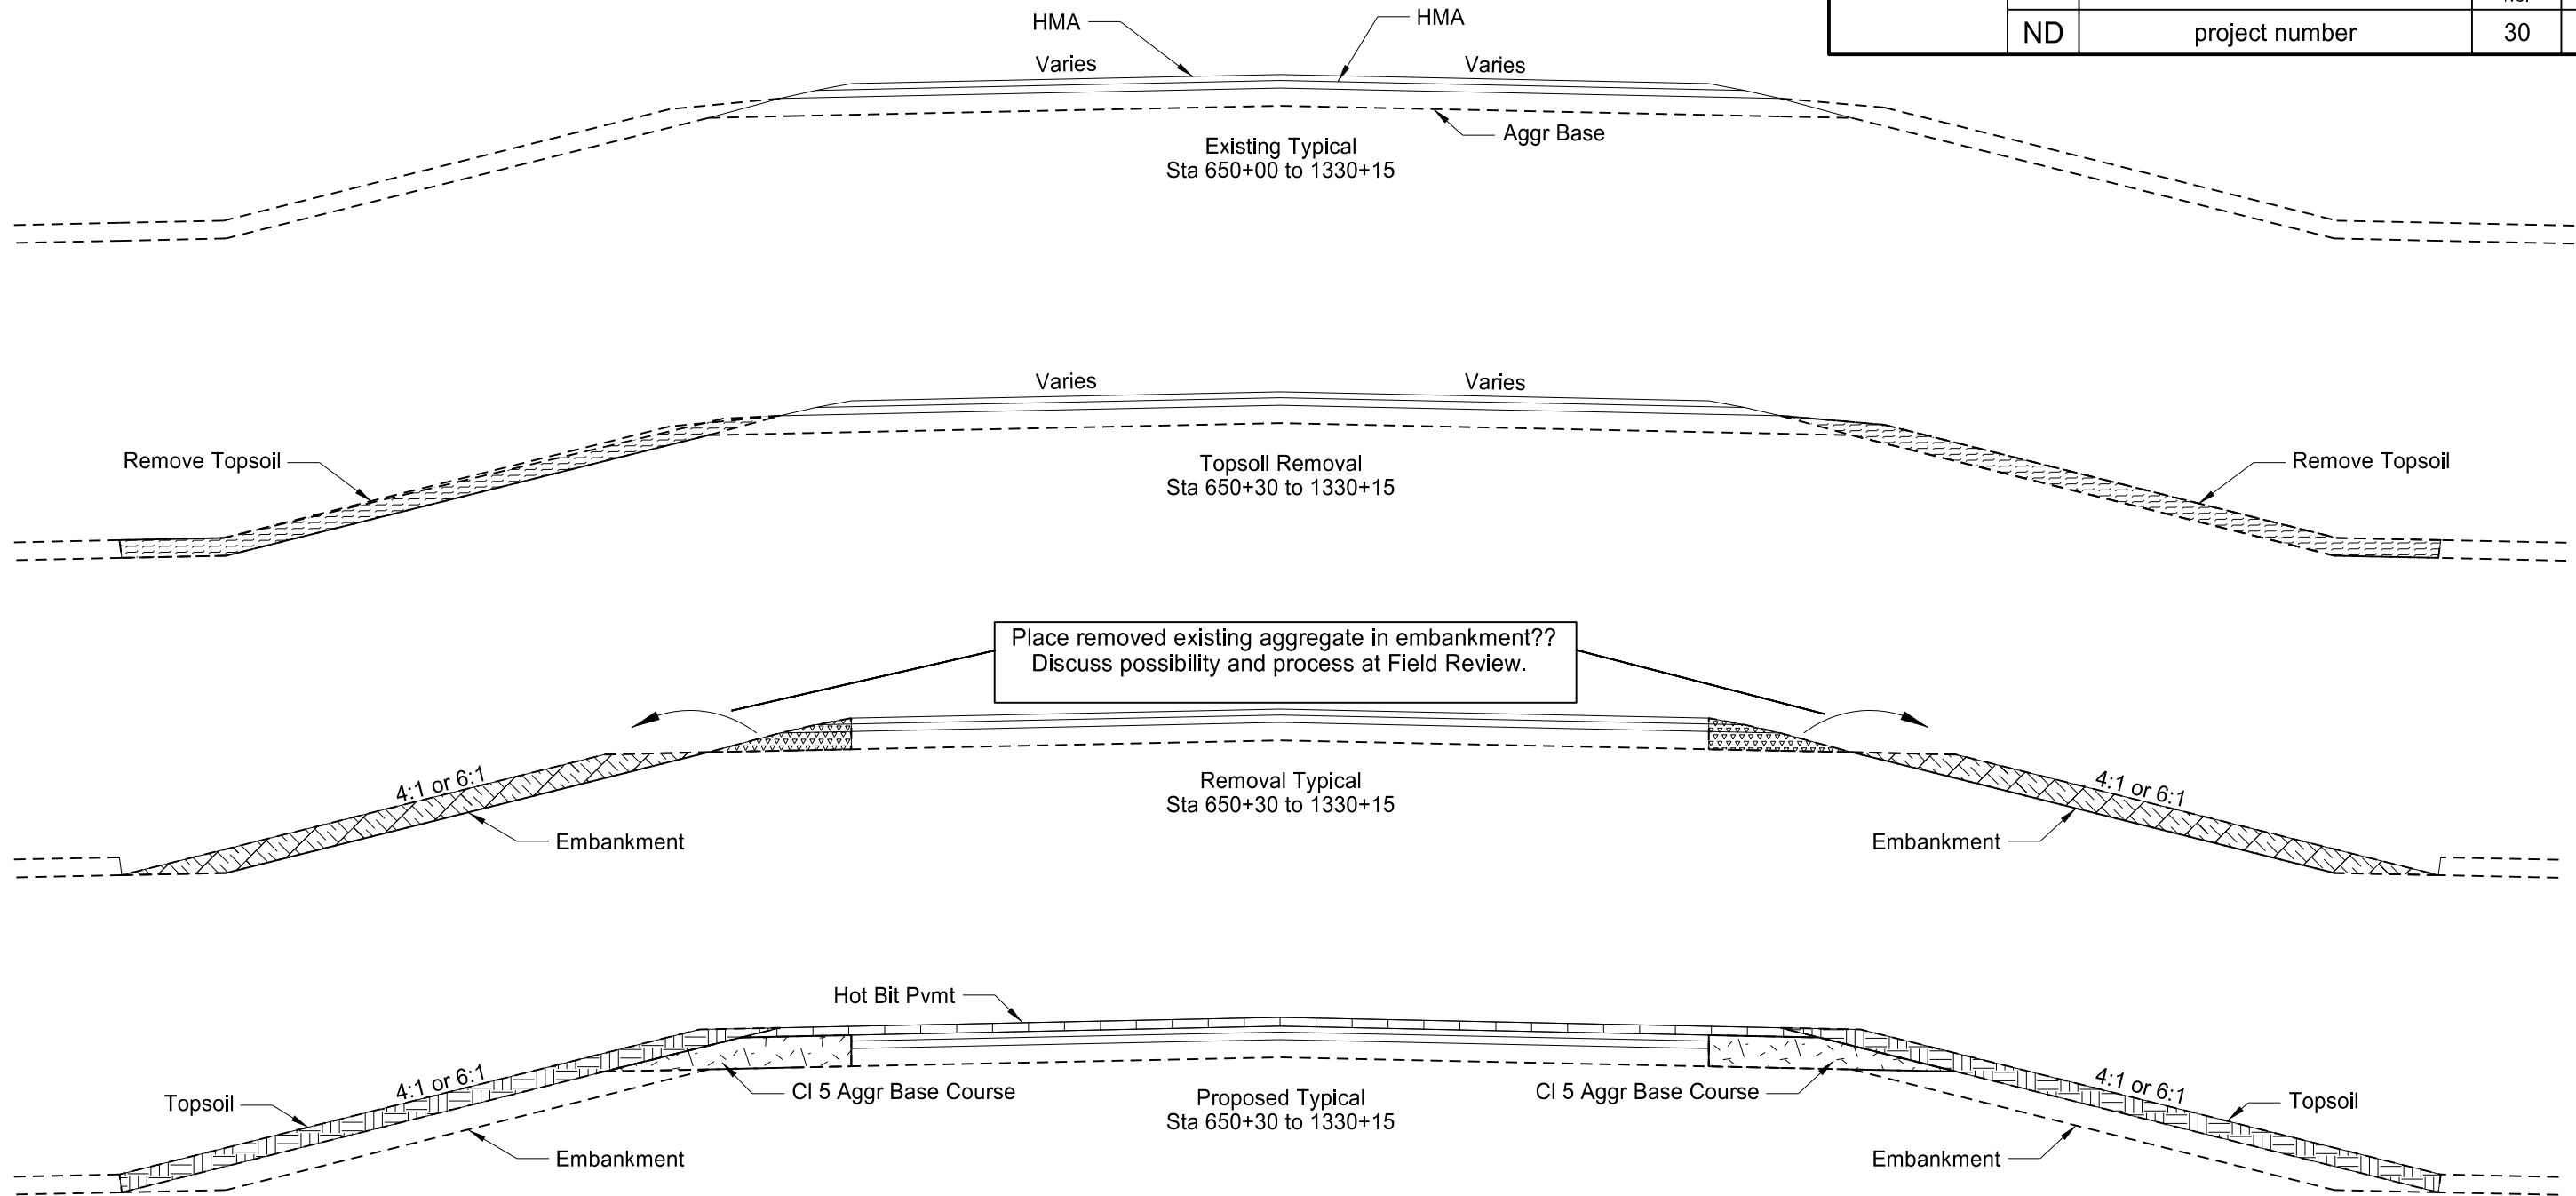 ND project number 30
HMA HMA
Varies Varies
Aggr Base
Existing Typical
Sta 650+00 to 1330+15
Varies Varies
Remove Topsoil Remove Topsoil
Topsoil Removal
Sta 650+30 to 1330+15
Place removed existing aggregate in embankment??
Discuss possibility and process at Field Review.
4:1 or 6:1 4:1 or 6:1
Removal Typical
Sta 650+30 to 1330+15
Embankment Embankment
Hot Bit Pvmt
4:1 or 6:1 4:1 or 6:1
Cl 5 Aggr Base Course Cl 5 Aggr Base Course
Topsoil Topsoil
Proposed Typical
Sta 650+30 to 1330+15
Embankment Embankment